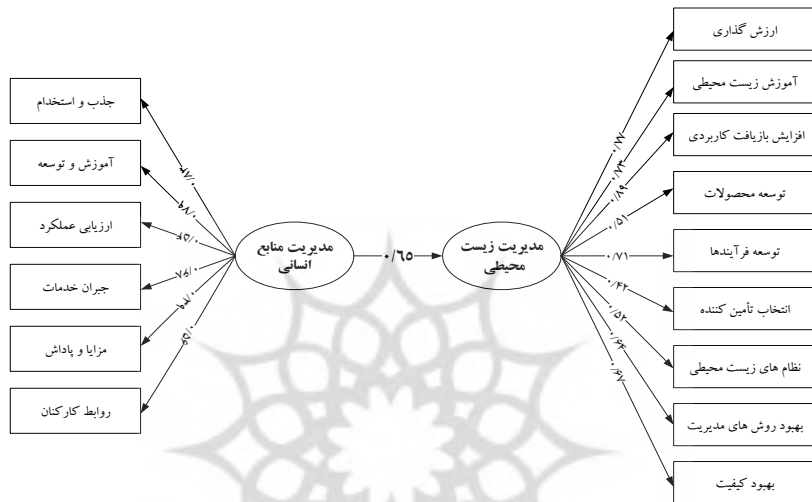 ارزش گذاری
آموزش زیست محیطی
افزایش بازیافت کاربردی
توسعه محصولات
توسعه فرآیندها
انتخاب تأمین کننده
نظام های زیست محیطی
بهبود روش های مدیریت
بهبود کیفیت
۰/۷۷
۰/۷۳
۰/۸۹
۰/۵۱
۰/۷۱
۰/۴۲
۰/۵۲
۰/۶۴
۰/۶۷
مدیریت زیست
محیطی
۰/۶۵
مدیریت منابع
انسانی
۷۶/۰
جذب و استخدام
آموزش و توسعه
ارزیابی عملکرد
جبران خدمات
مزایا و پاداش
روابط کارکنان